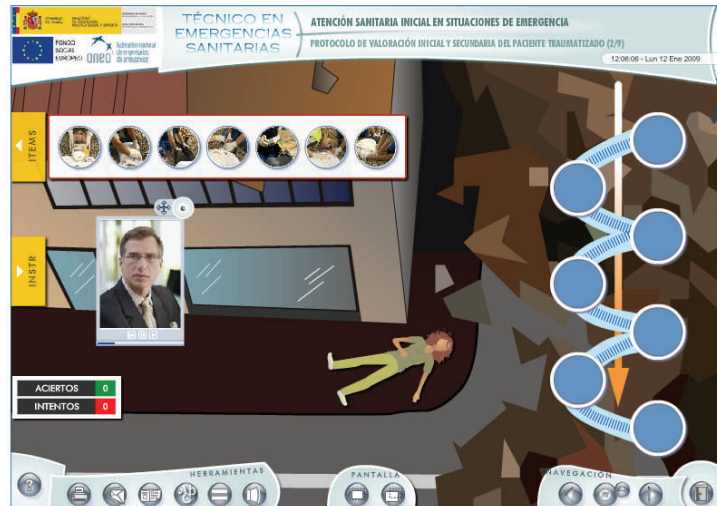 TÉCNICO EN
EMERGENCIAS
SANITARIAS
ATENCIÓN SANITARIA INICIAL EN SITUACIONES DE EMERGENCIA
PROTOCOLO DE VALORACIÓN INICIAL Y SECUNDARIA DEL PACIENTE TRAUMATIZADO (2/9)
FONDO
SOCIAL
EUROPEO
anea
12:06:06 - Lun 12 Ene 2009
ITEMS
INSTR
ACIERTOS 0
INTENTOS 0
HERRAMIENTAS
PANTALLA
NAVEGACIÓN
?